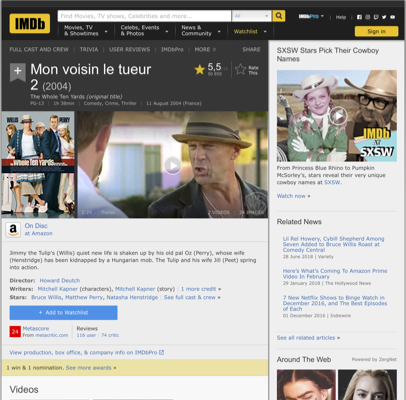 IMDb
Find Movies, TV shows, Celebrities and more...
All
IMDbPro
Help
Movies, TV & Showtimes
Celebs, Events & Photos
News & Community
Watchlist
Sign in
FULL CAST AND CREW | TRIVIA | USER REVIEWS | IMDbPro | MORE
SHARE
Mon voisin le tueur
2 (2004)
The Whole Ten Yards (original title)
PG-13 | 1h 38min | Comedy, Crime, Thriller | 11 August 2004 (France)
5,5
Rate This
WHOLE TEN YARDS
Trailer
2 VIDEOS
IMAGES
On Disc
at Amazon
Jimmy the Tulip's (Willis) quiet new life is shaken up by his old pal Oz (Perry), whose wife
(Henstridge) has been kidnapped by a Hungarian mob. The Tulip and his wife Jill (Peet) spring
into action.
Director: Howard Deutch
Writers: Mitchell Kapner (characters), Mitchell Kapner (story) | 1 more credit »
Stars: Bruce Willis, Matthew Perry, Natasha Henstridge | See full cast & crew »
+ Add to Watchlist
24
Metascore
From metacritic.com
Reviews
116 user | 74 critic
View production, box office, & company info on IMDbPro
1 win & 1 nomination. See more awards »
Videos
SXSW Stars Pick Their Cowboy
Names
IMDb
AT
SXSW
From Princess Blue Rhino to Pumpkin
McStorky, stars reveal their very unique
cowboy names at SXSW.
Watch now »
Related News
Lil Rel Howery, Cybill Shepherd Among
Seven Added to Bruce Willis Roast at
Comedy Central
28 June 2018 | Variety
Here's What's Coming To Amazon Prime
Video In February
29 January 2018 | The Hollywood News
7 New Netflix Shows to Binge Watch in
December 2016, and The Best Episodes
of Each
01 December 2016 | Indiewire
See all related articles »
Around The Web
Powered by ZergNet